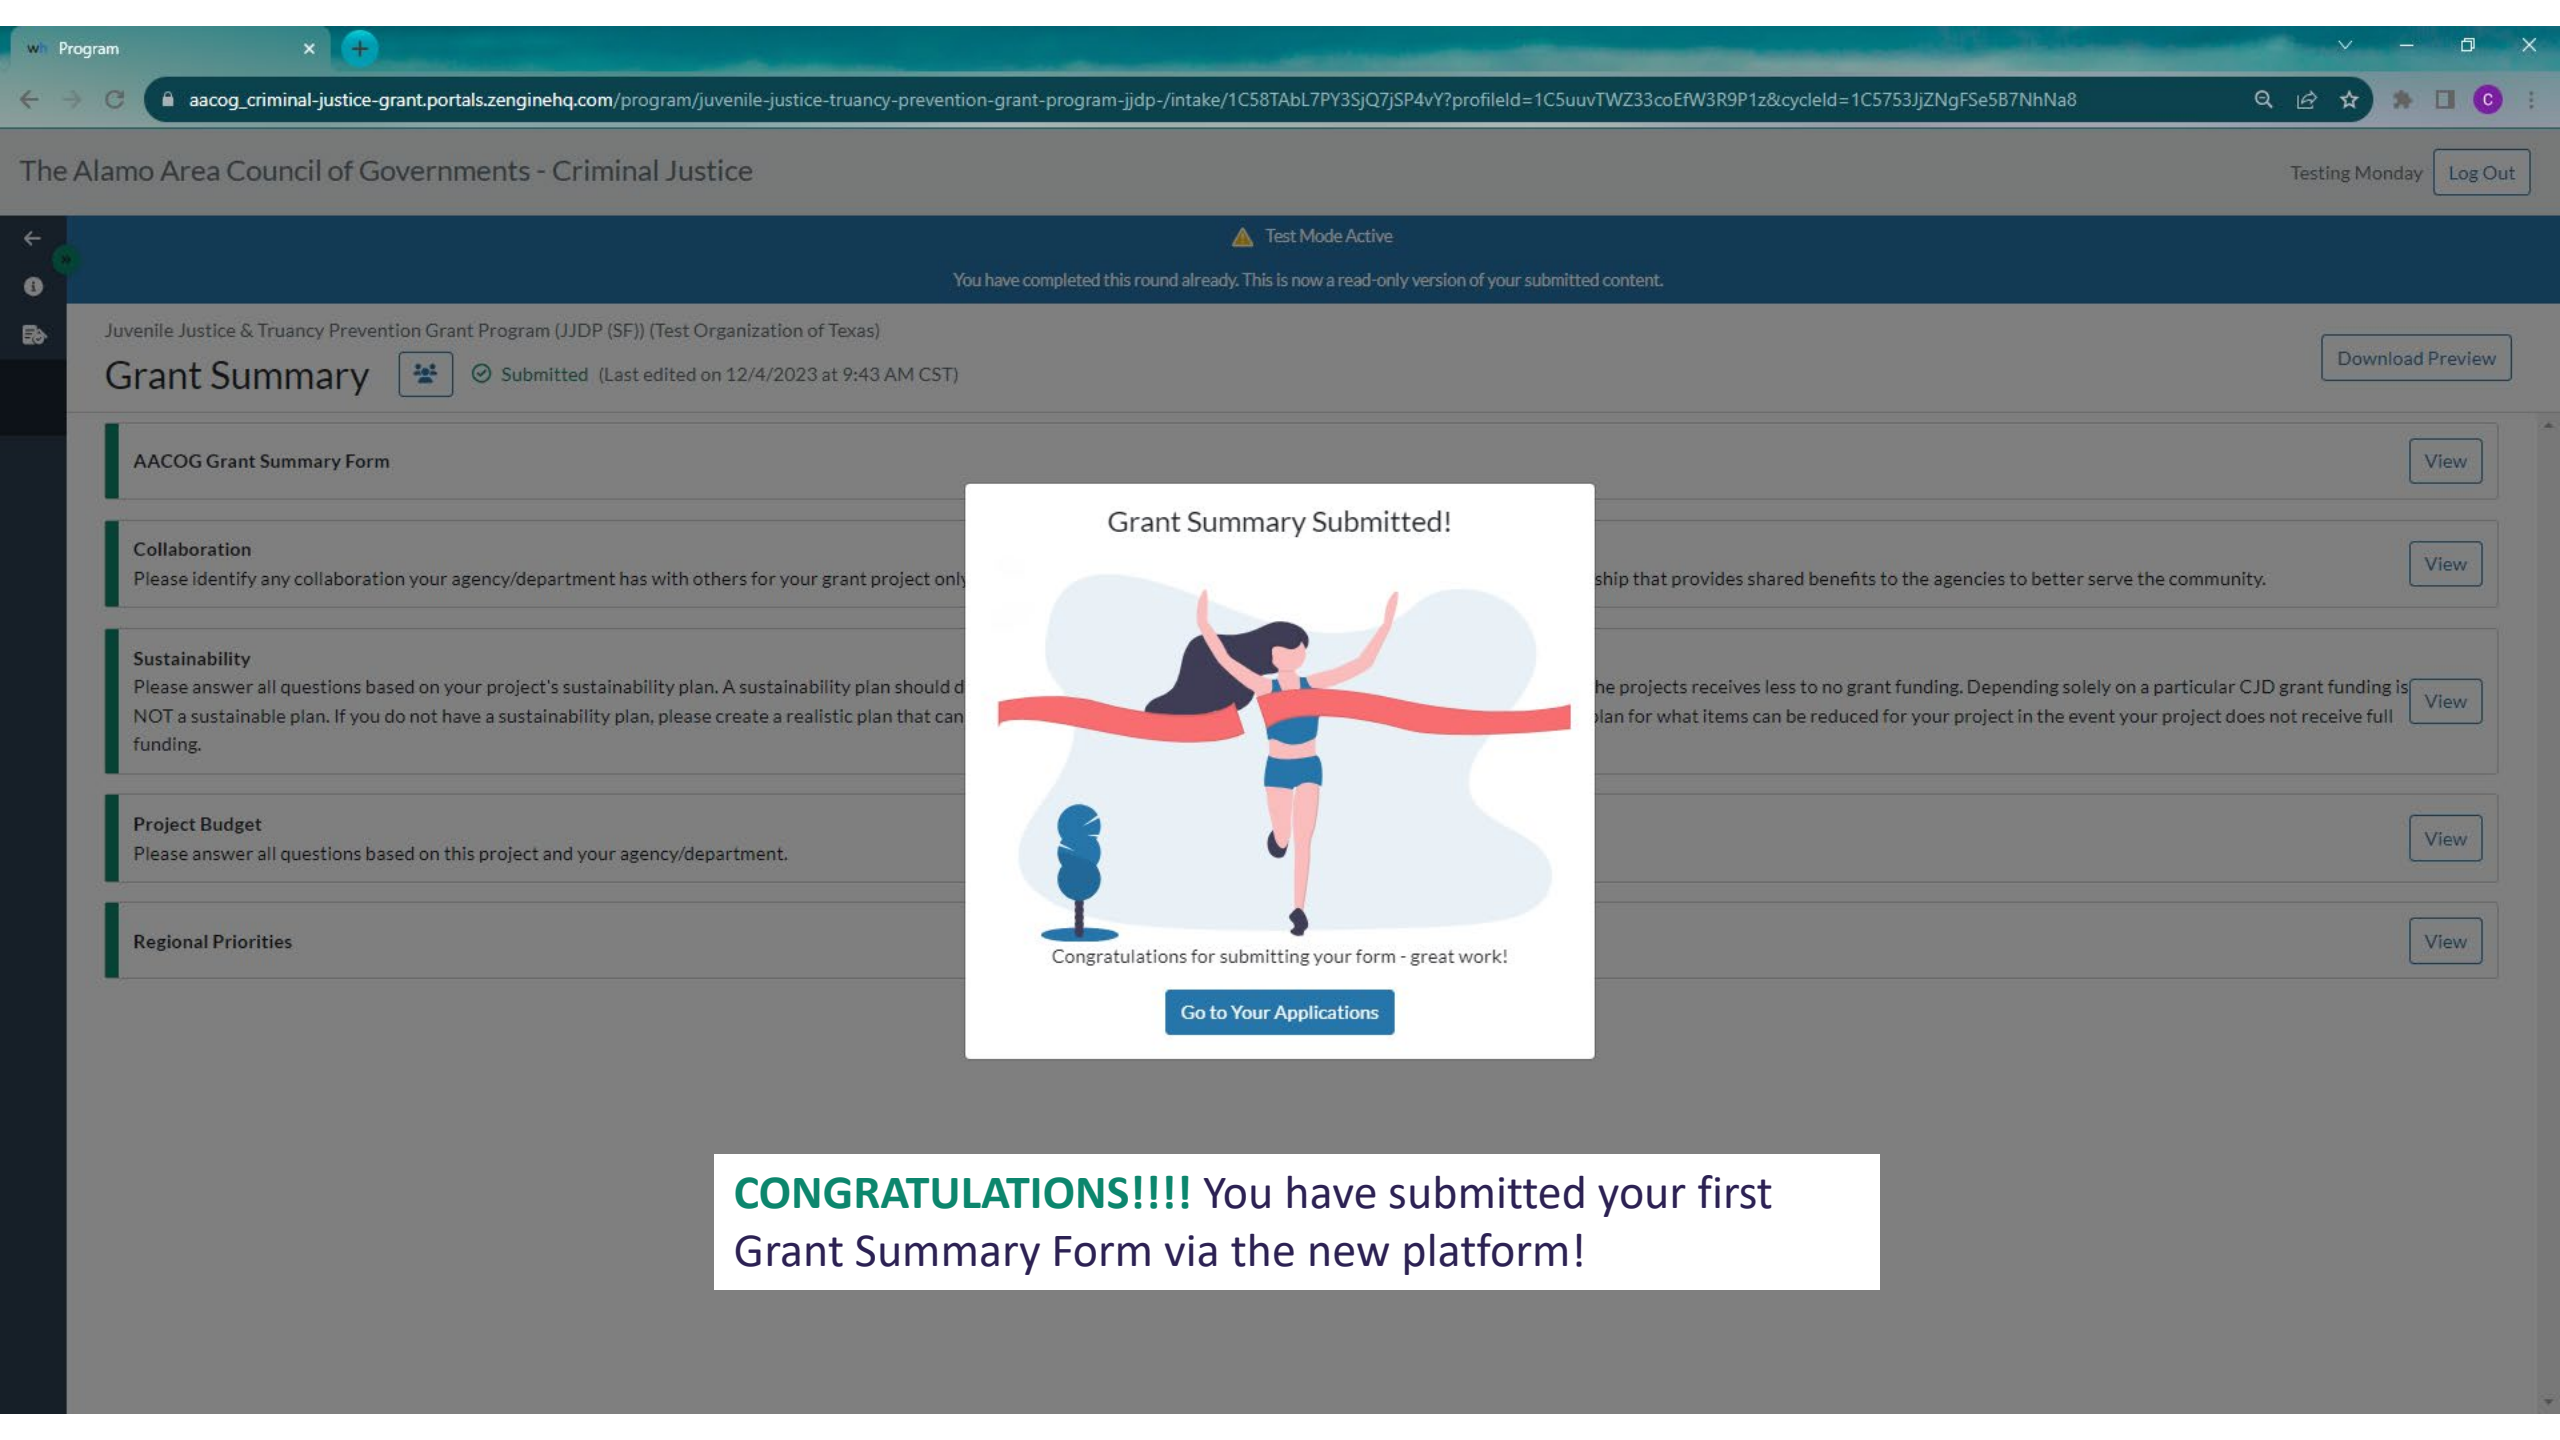 Program
aacog_criminal-justice-grant.portals.zenginehq.com/program/juvenile-justice-truancy-prevention-grant-program-jjdp-/intake/1C58TAbL7PY3SjQ7jSP4vY?profileId=1C5uuvTWZ33coEfW3R9P1z&cycleId=1C5753JjZNgFSe5B7NhNa8
C
The Alamo Area Council of Governments - Criminal Justice
Testing Monday Log Out
Test Mode Active
You have completed this round already. This is now a read-only version of your submitted content.
Juvenile Justice & Truancy Prevention Grant Program (JJDP (SF)) (Test Organization of Texas)
Grant Summary Submitted (Last edited on 12/4/2023 at 9:43 AM CST)
Download Preview
AACOG Grant Summary Form
View
Collaboration
Please identify any collaboration your agency/department has with others for your grant project only
ship that provides shared benefits to the agencies to better serve the community.
View
Sustainability
Please answer all questions based on your project's sustainability plan. A sustainability plan should d
he projects receives less to no grant funding. Depending solely on a particular CJD grant funding is
NOT a sustainable plan. If you do not have a sustainability plan, please create a realistic plan that can
plan for what items can be reduced for your project in the event your project does not receive full
funding.
View
Project Budget
Please answer all questions based on this project and your agency/department.
View
Regional Priorities
View
Grant Summary Submitted!
Congratulations for submitting your form - great work!
Go to Your Applications
CONGRATULATIONS!!!! You have submitted your first
Grant Summary Form via the new platform!